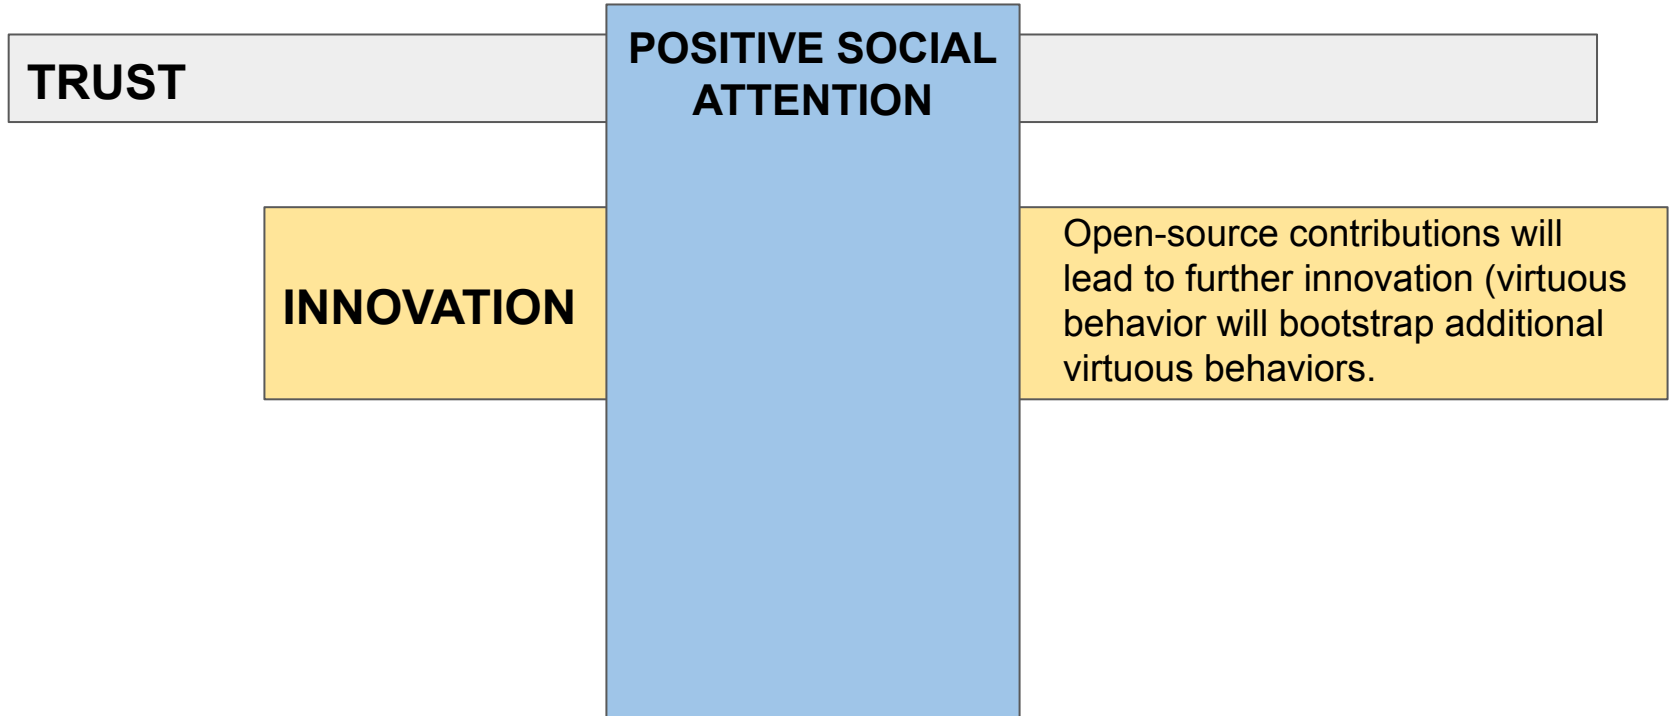 POSITIVE SOCIAL
ATTENTION
TRUST
INNOVATION
Open-source contributions will
lead to further innovation (virtuous
behavior will bootstrap additional
virtuous behaviors.